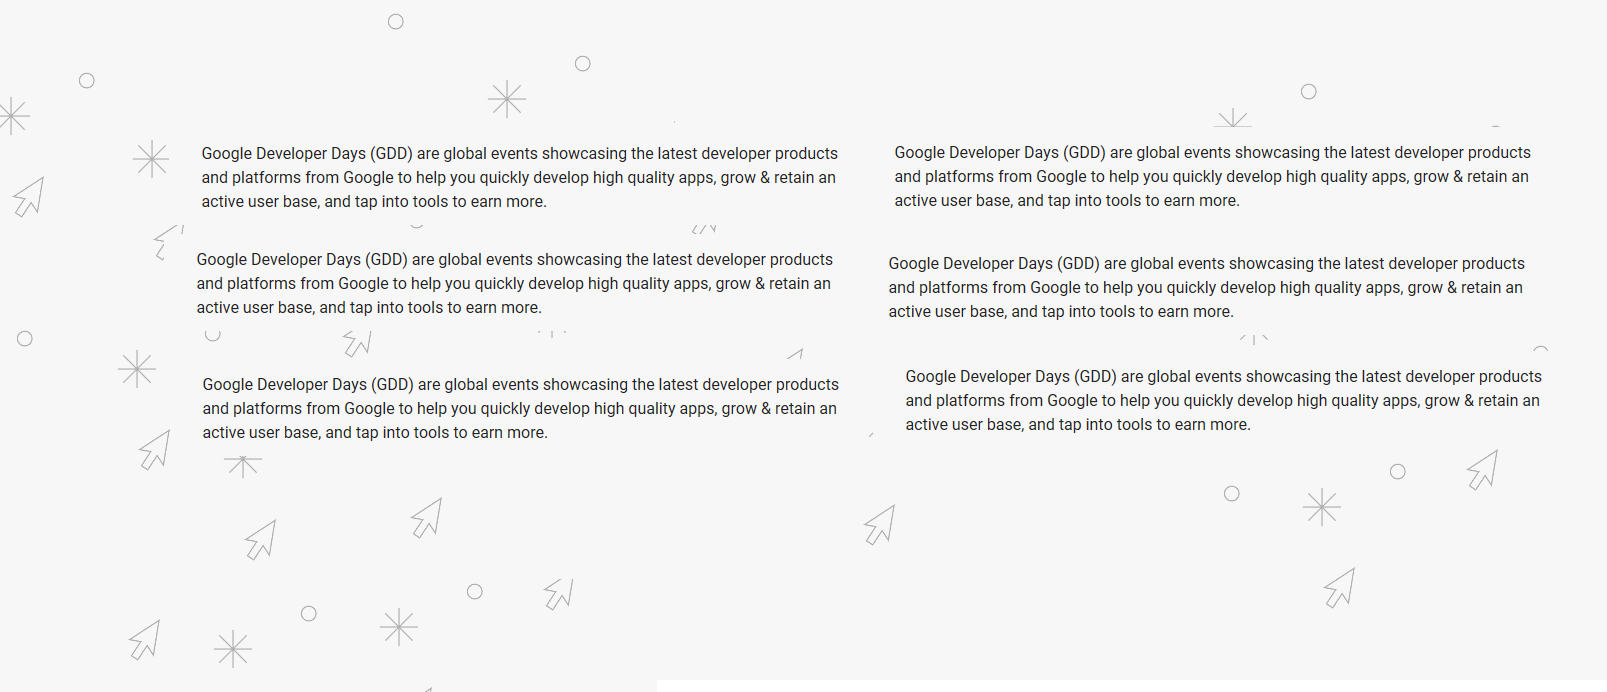 Google Developer Days (GDD) are global events showcasing the latest developer products
and platforms from Google to help you quickly develop high quality apps, grow & retain an
active user base, and tap into tools to earn more.
Google Developer Days (GDD) are global events showcasing the latest developer products
and platforms from Google to help you quickly develop high quality apps, grow & retain an
active user base, and tap into tools to earn more.
Google Developer Days (GDD) are global events showcasing the latest developer products
and platforms from Google to help you quickly develop high quality apps, grow & retain an
active user base, and tap into tools to earn more.
Google Developer Days (GDD) are global events showcasing the latest developer products
and platforms from Google to help you quickly develop high quality apps, grow & retain an
active user base, and tap into tools to earn more.
Google Developer Days (GDD) are global events showcasing the latest developer products
and platforms from Google to help you quickly develop high quality apps, grow & retain an
active user base, and tap into tools to earn more.
Google Developer Days (GDD) are global events showcasing the latest developer products
and platforms from Google to help you quickly develop high quality apps, grow & retain an
active user base, and tap into tools to earn more.